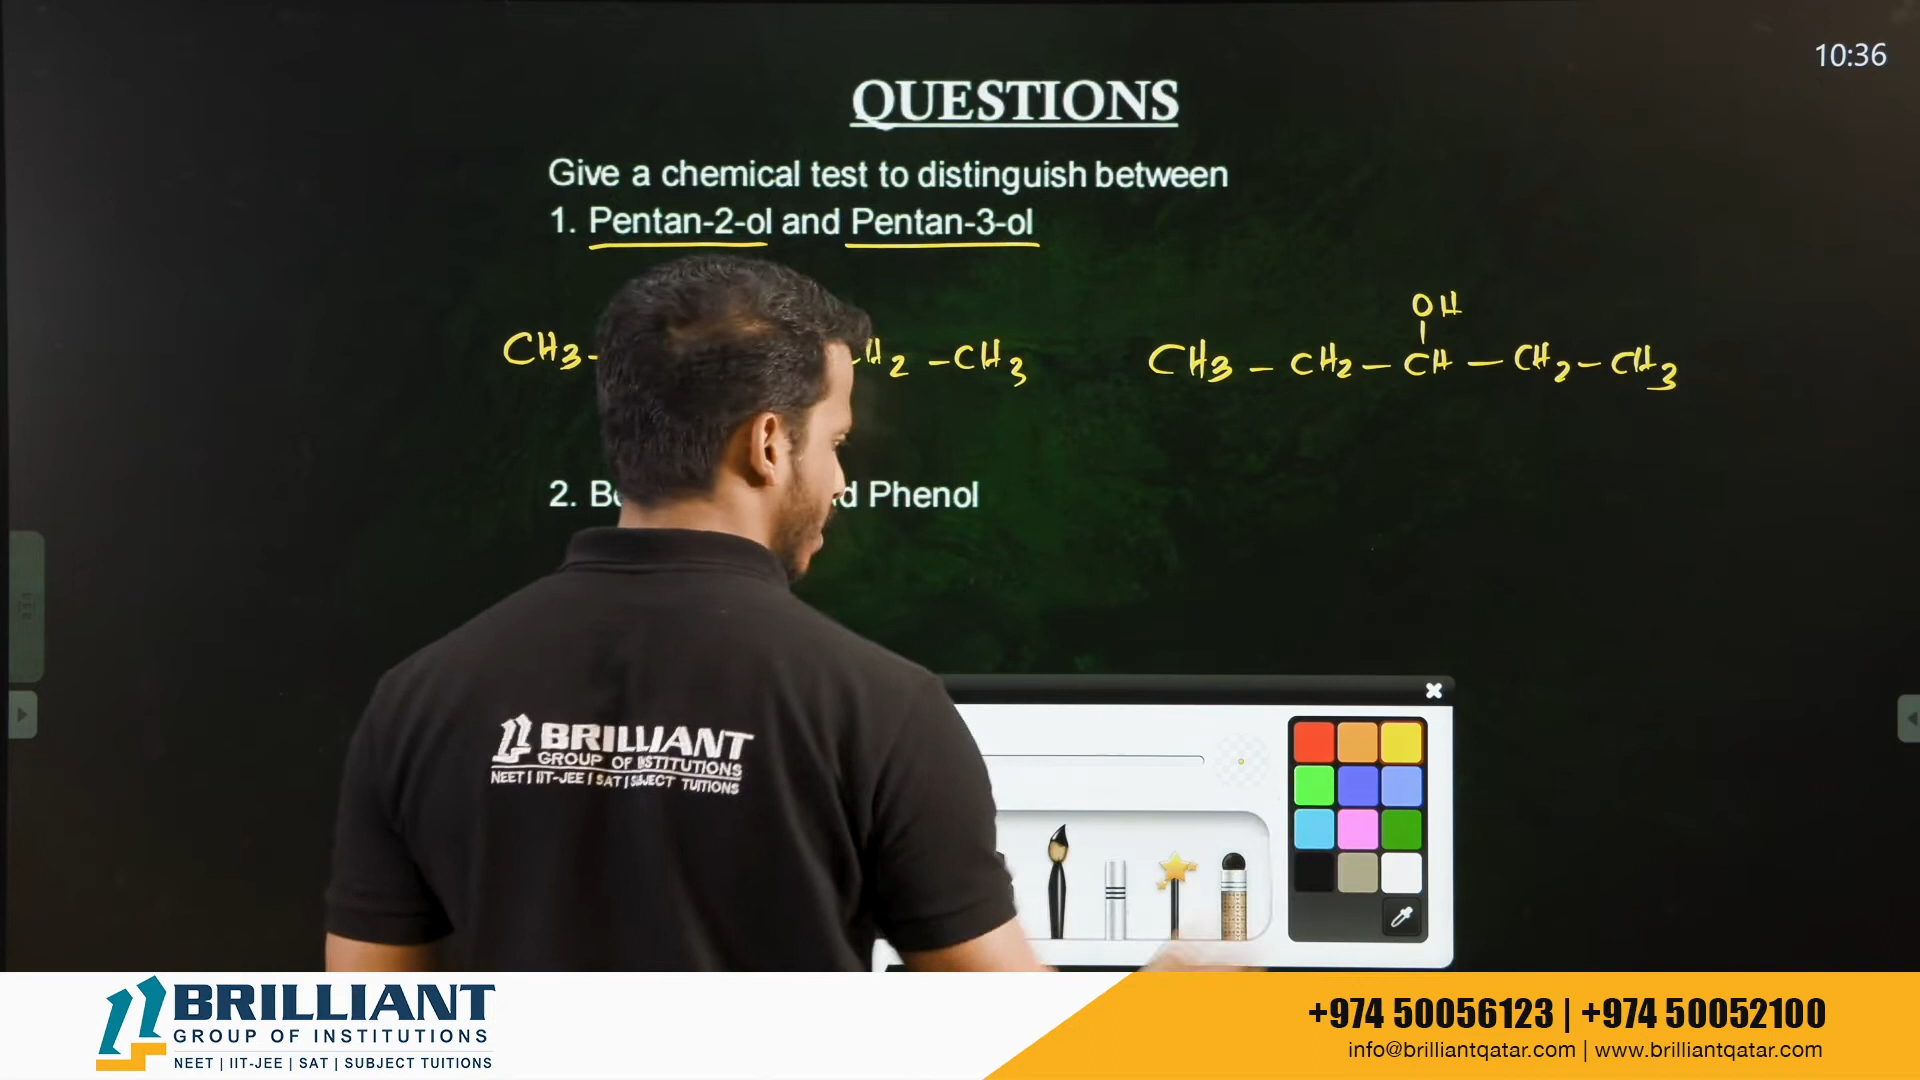 10:36
QUESTIONS
Give a chemical test to distinguish between
1. Pentan-2-ol and Pentan-3-ol
OH
CH3 - H2 - CH3
CH3 - CH2 - CH - CH2 - CH3
2. Phenol
BRILLIANT
GROUP OF INSTITUTIONS
NEET | IIT-JEE | SAT | SUBJECT TUITIONS
BRILLIANT
GROUP OF INSTITUTIONS
NEET | IIT-JEE | SAT | SUBJECT TUITIONS
+974 50056123 | +974 50052100
info@brilliantqatar.com | www.brilliantqatar.com